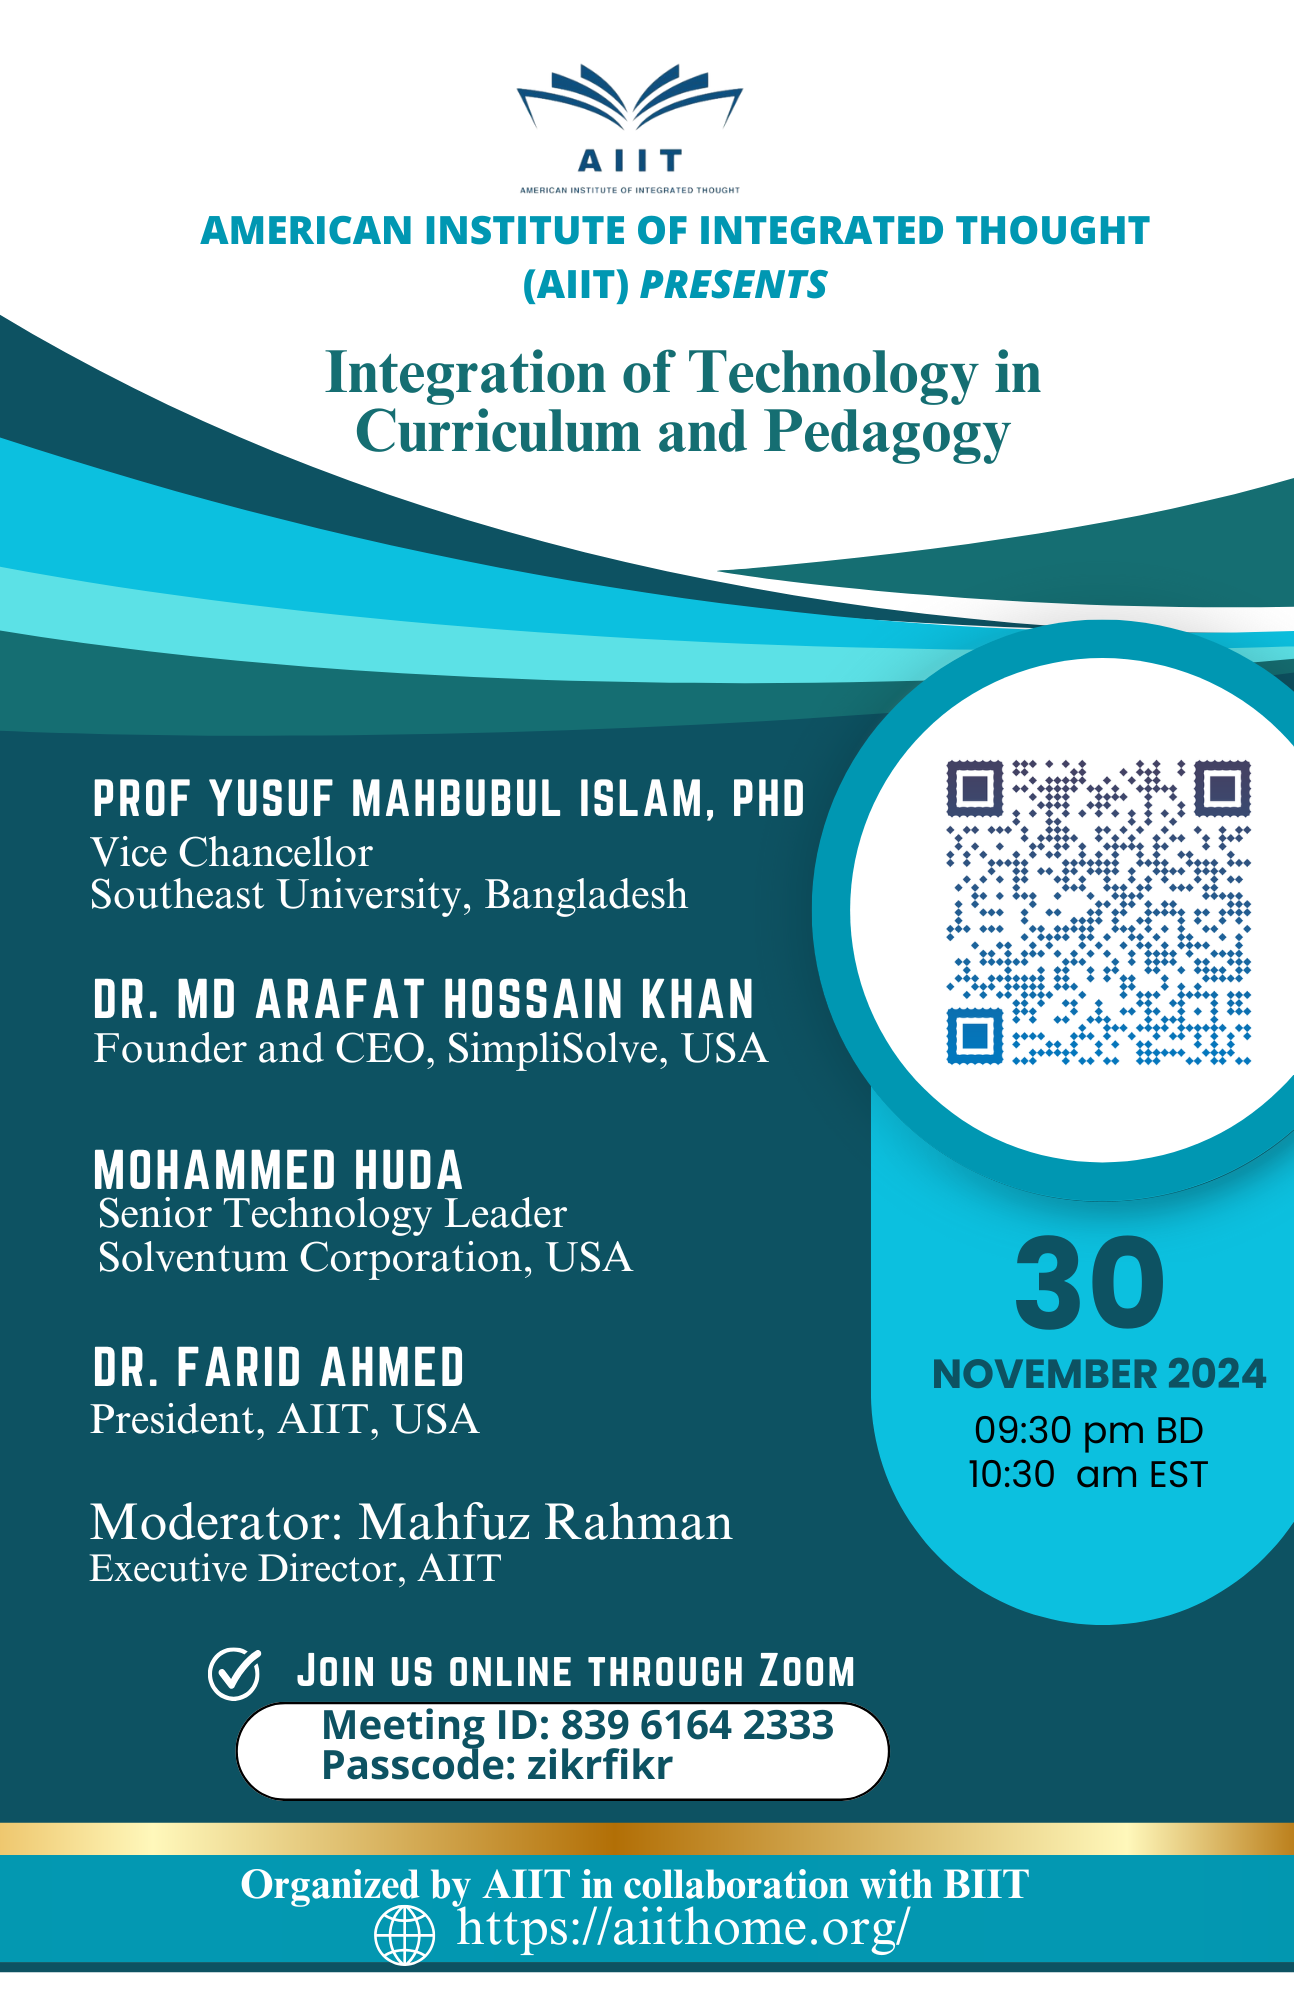 AIIT
AMERICAN INSTITUTE OF INTEGRATED THOUGHT
AMERICAN INSTITUTE OF INTEGRATED THOUGHT
(AIIT) PRESENTS
Integration of Technology in
Curriculum and Pedagogy
PROF YUSUF MAHBUBUL ISLAM, PHD
Vice Chancellor
Southeast University, Bangladesh
DR. MD ARAFAT HOSSAIN KHAN
Founder and CEO, SimpliSolve, USA
MOHAMMED HUDA
Senior Technology Leader
Solventum Corporation, USA
DR. FARID AHMED
President, AIIT, USA
Moderator: Mahfuz Rahman
Executive Director, AIIT
30
NOVEMBER 2024
09:30 pm BD
10:30 am EST
JOIN US ONLINE THROUGH ZOOM
Meeting ID: 839 6164 2333
Passcode: zikrfikr
Organized by AIIT in collaboration with BIIT
https://aiithome.org/